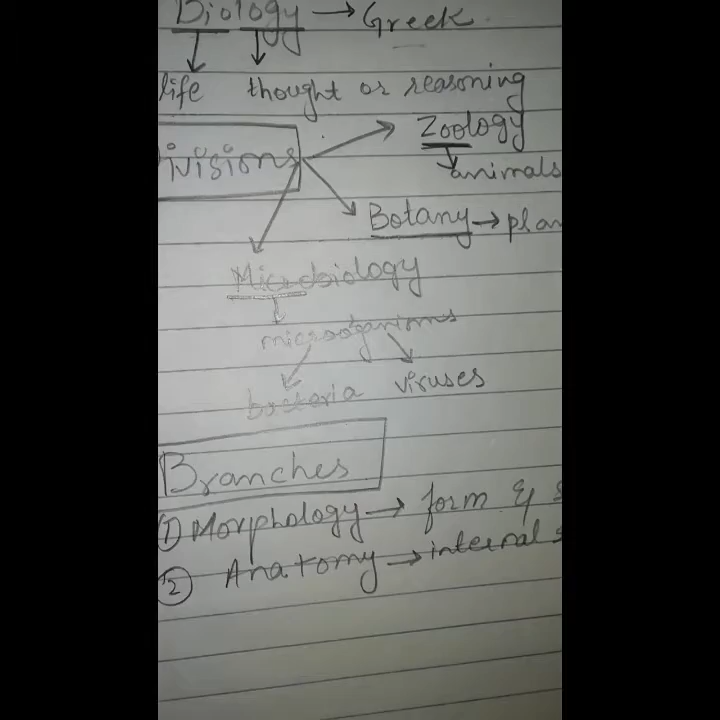 Biology → Greek
life thought or reasoning
Zoology
ivisions
animals
Botany → plan
Microbiology
microoganisms
bacteria viruses
Branches
① Morphology → form & s
② Anatomy → internal s